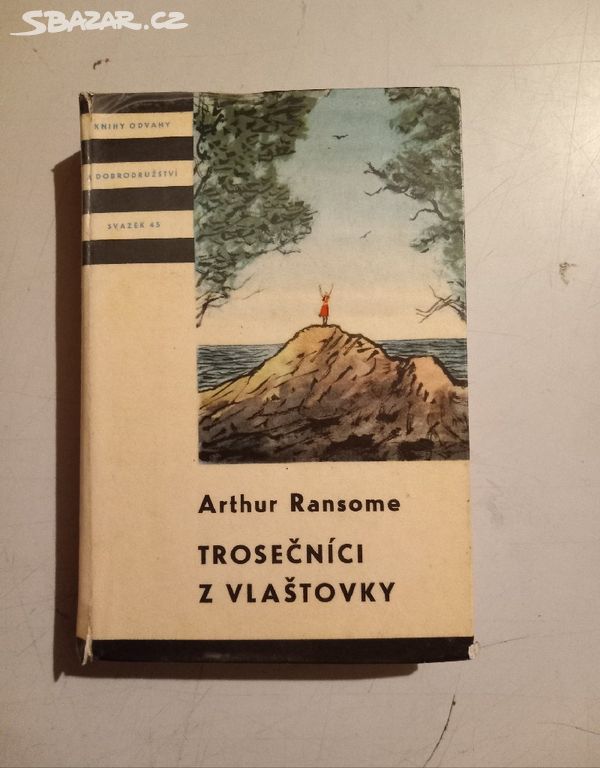 SBAZAR.CZ
KNIHY ODVAHY
A DOBRODRUŽSTVÍ
SVAZEK 45
Arthur Ransome
TROSEČNÍCI
Z VLAŠTOVKY